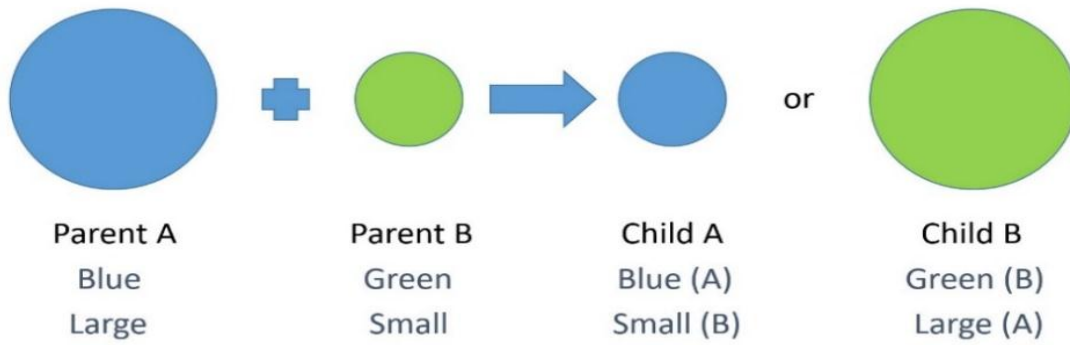 or
Parent A Parent B Child A Child B
Blue Green Blue (A) Green (B)
Large Small Small (B) Large (A)